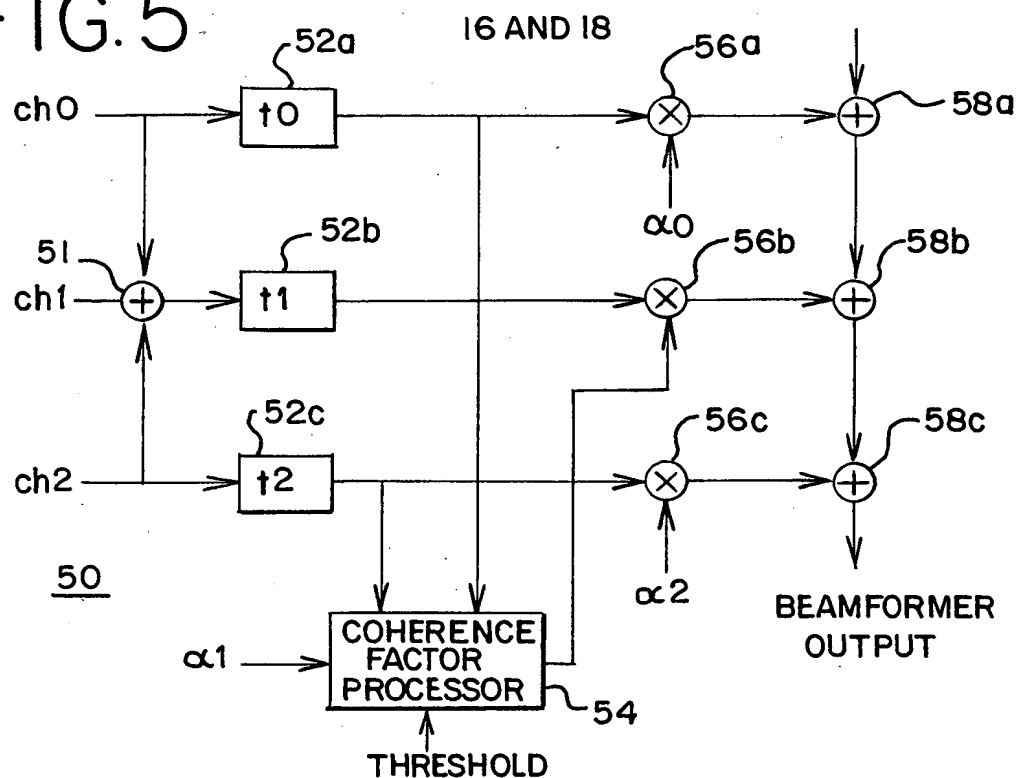 FIG. 5
16 AND 18
52a
56a
ch0
t0
×
+
58a
α0
52b
56b
58b
51
ch1
+
t1
×
+
52c
56c
58c
ch2
t2
×
+
50
α2
BEAMFORMER
OUTPUT
α1
COHERENCE
FACTOR
PROCESSOR
54
THRESHOLD